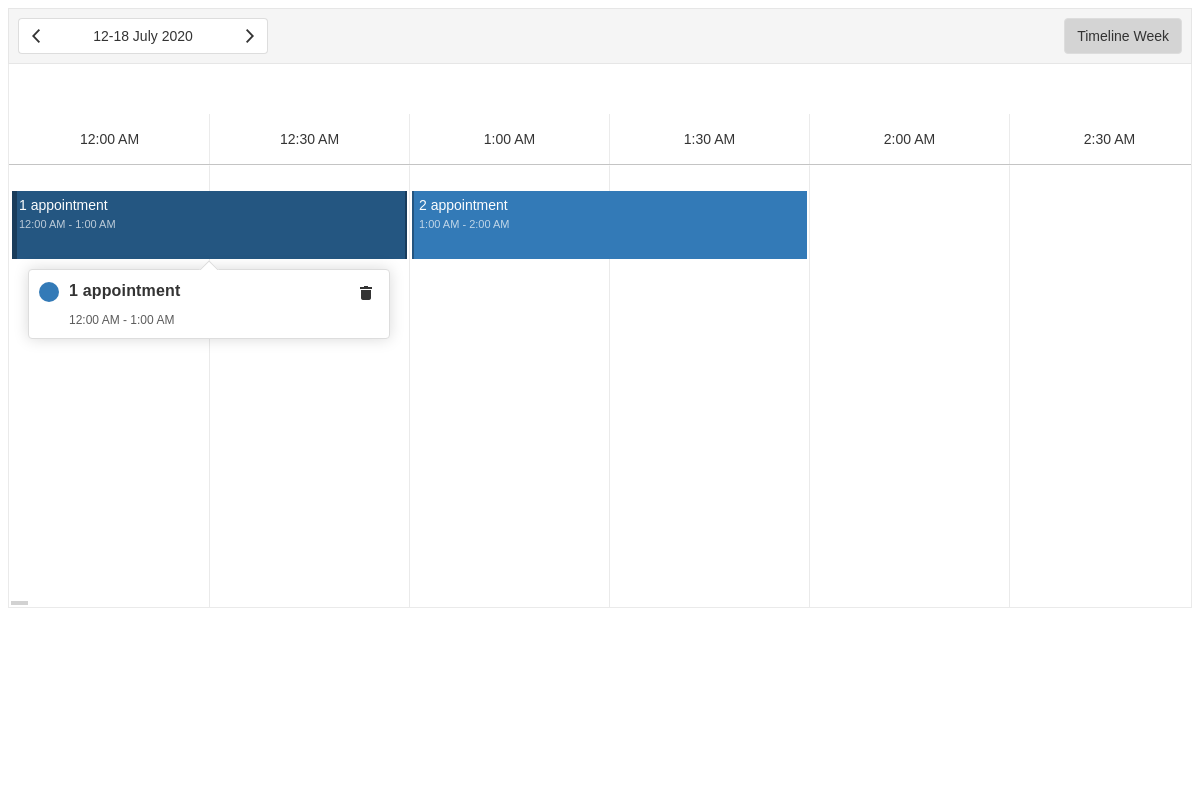 12-18 July 2020
Timeline Week
12:00 AM
12:30 AM
1:00 AM
1:30 AM
2:00 AM
2:30 AM
1 appointment
12:00 AM - 1:00 AM
2 appointment
1:00 AM - 2:00 AM
1 appointment
12:00 AM - 1:00 AM